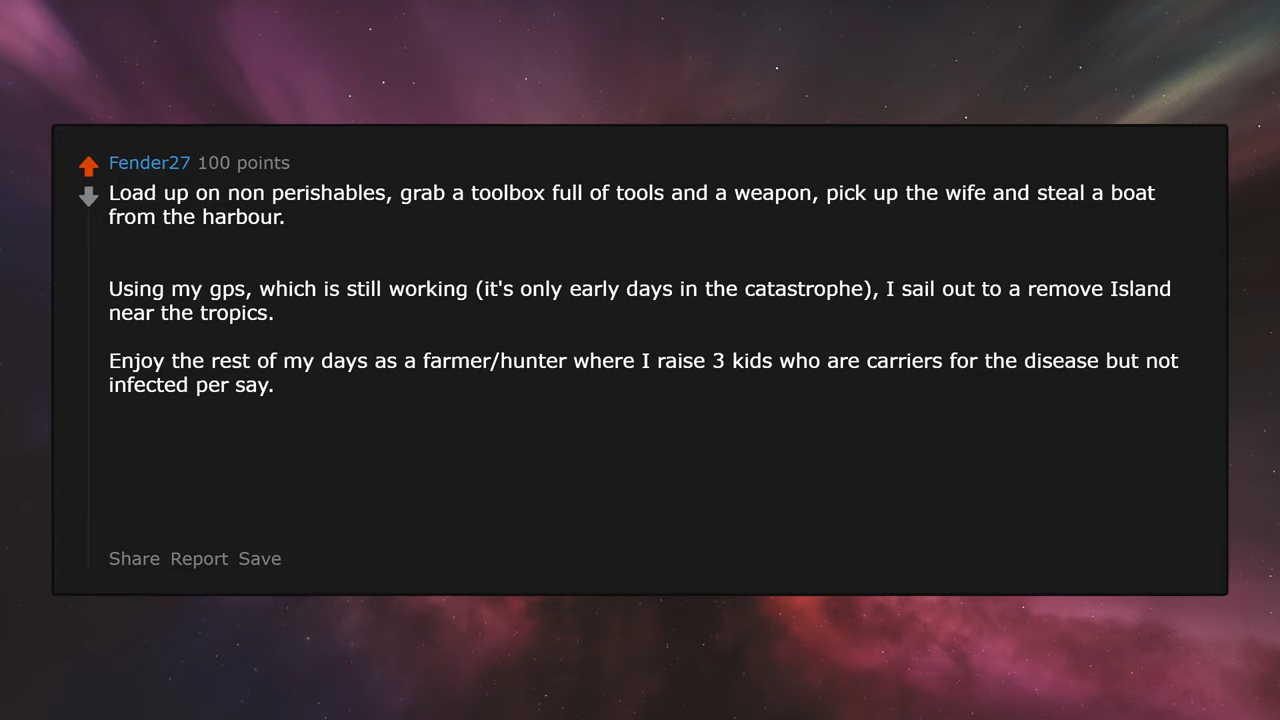 Fender27 100 points
Load up on non perishables, grab a toolbox full of tools and a weapon, pick up the wife and steal a boat
from the harbour.
Using my gps, which is still working (it's only early days in the catastrophe), I sail out to a remove Island
near the tropics.
Enjoy the rest of my days as a farmer/hunter where I raise 3 kids who are carriers for the disease but not
infected per say.
Share Report Save